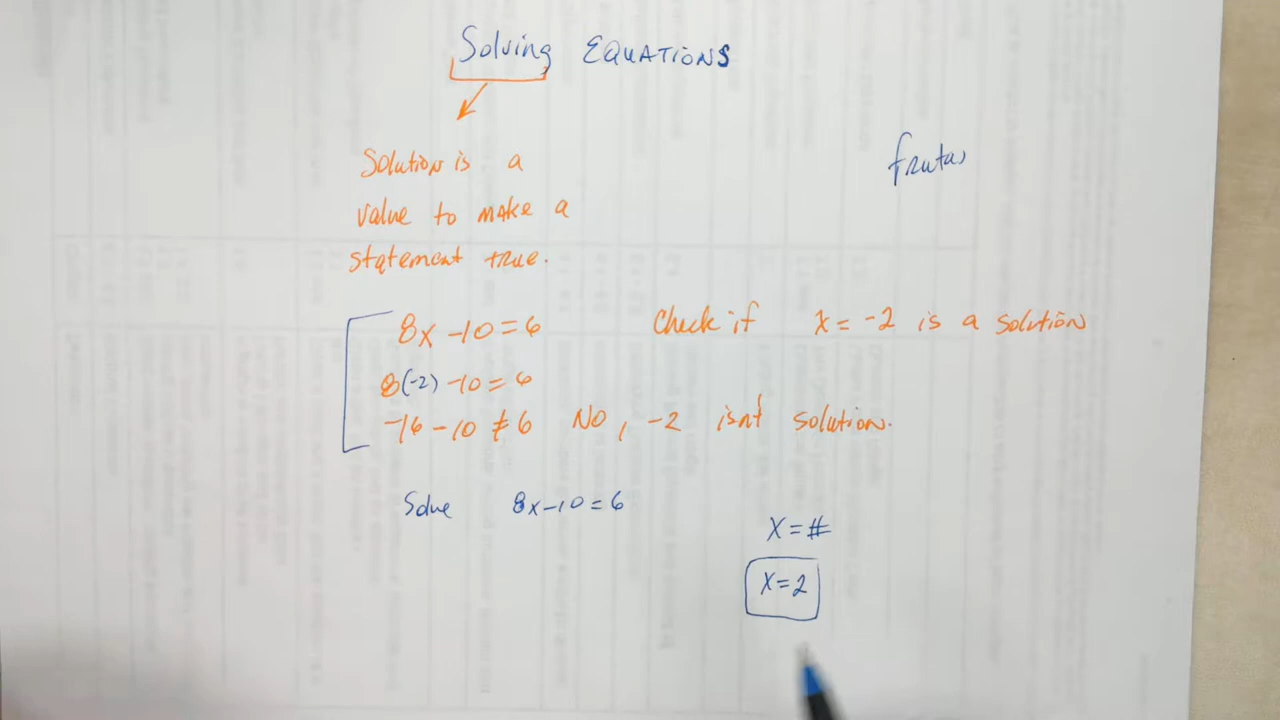 Solving EQUATIONS
frutas
Solution is a
value to make a
statement true.
8x - 10 = 6 Check if x = -2 is a solution
8(-2) - 10 = 6
-16 - 10 ≠ 6 No, -2 isn't solution.
Solve 8x - 10 = 6
x = #
x = 2